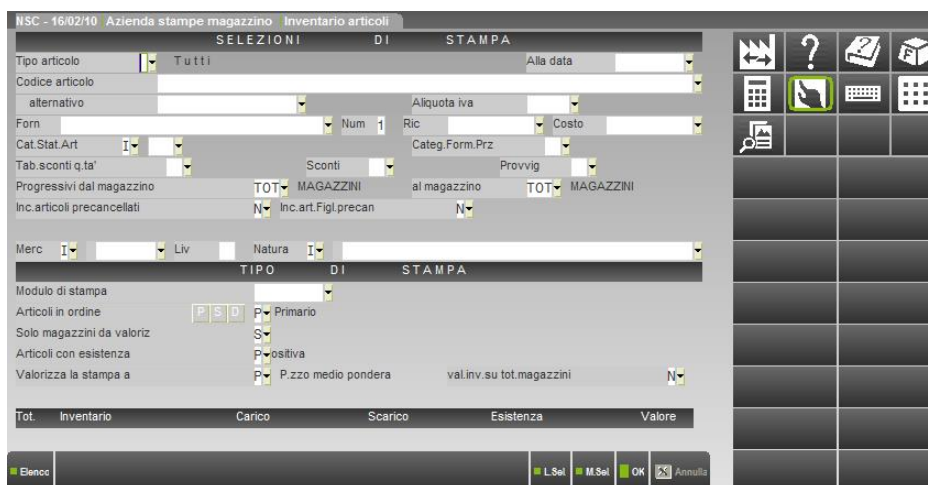 NSC - 16/02/10 Azienda stampe magazzino Inventario articoli
SELEZIONI DI STAMPA
Tipo articolo Tutti Alla data
Codice articolo
alternativo Aliquota iva
Forn Num 1 Ric Costo
Cat.Stat.Art I Categ.Form.Prz
Tab.sconti q.ta' Sconti Provvig
Progressivi dal magazzino TOT MAGAZZINI al magazzino TOT MAGAZZINI
Inc.articoli precancellati N Inc.art.Figl.precan N
Merc I Liv Natura I
TIPO DI STAMPA
Modulo di stampa
Articoli in ordine P S D P Primario
Solo magazzini da valoriz S
Articoli con esistenza P ositiva
Valorizza la stampa a P P.zzo medio pondera val.inv.su tot.magazzini N
Tot. Inventario Carico Scarico Esistenza Valore
Elenco L.Sel M.Sel OK Annulla